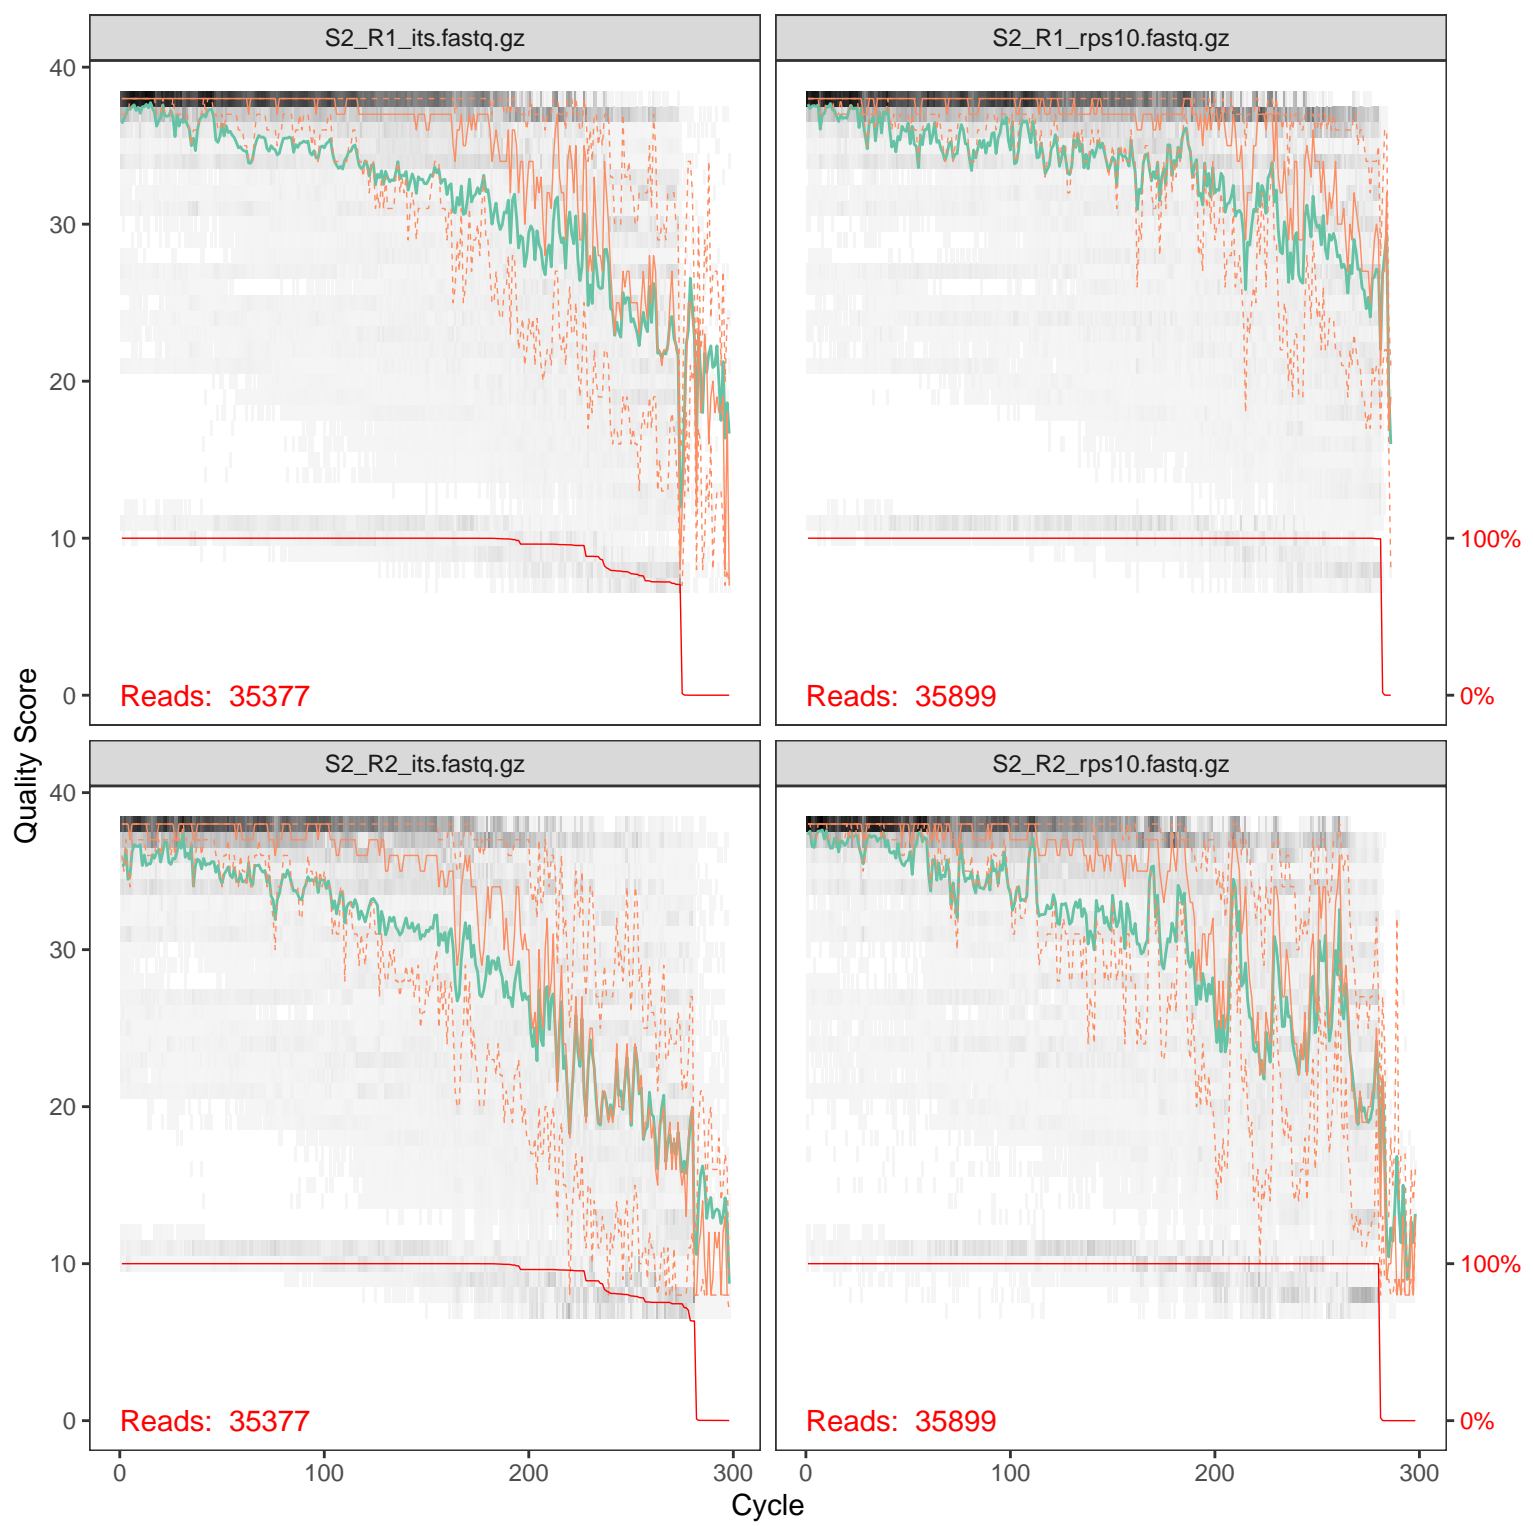 S2_R1_its.fastq.gz
S2_R1_rps10.fastq.gz
40
30
20
10
0
Reads: 35377
Reads: 35899
100%
0%
Quality Score
S2_R2_its.fastq.gz
S2_R2_rps10.fastq.gz
40
30
20
10
0
Reads: 35377
Reads: 35899
100%
0%
0 100 200 300
0 100 200 300
Cycle